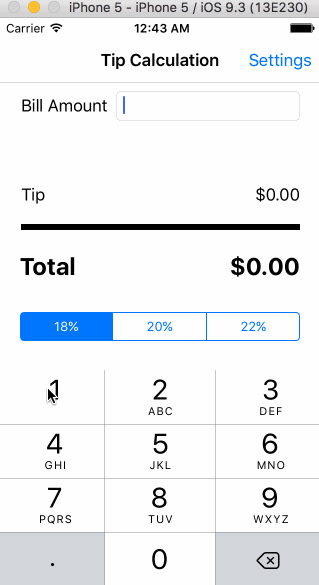 iPhone 5 - iPhone 5 / iOS 9.3 (13E230)
Carrier 12:43 AM
Tip Calculation Settings
Bill Amount
Tip $0.00
Total $0.00
18% 20% 22%
1 2 3
ABC DEF
4 5 6
GHI JKL MNO
7 8 9
PQRS TUV WXYZ
. 0